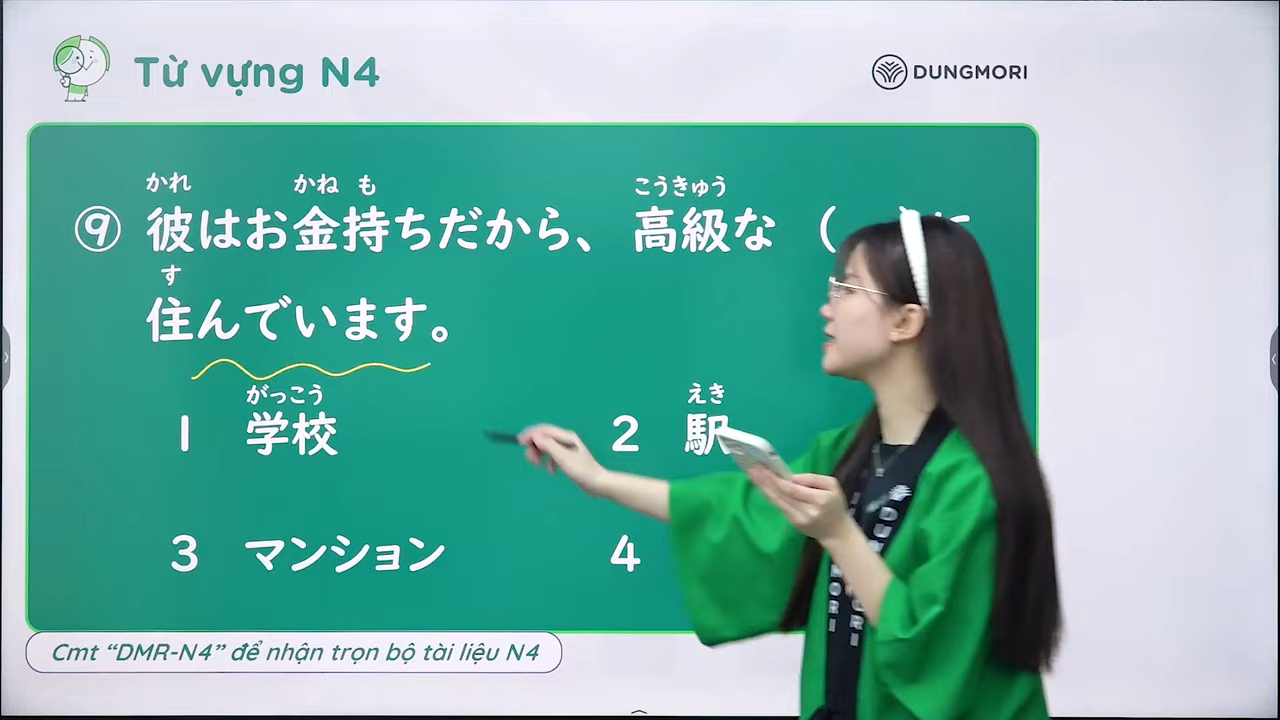 Từ vựng N4
DUNGMORI
かれ かね も こうきゅう
⑨ 彼はお金持ちだから、高級な (
す
住んでいます。
がっこう えき
1 学校 2 駅
3 マンション 4
Cmt “DMR-N4” để nhận trọn bộ tài liệu N4